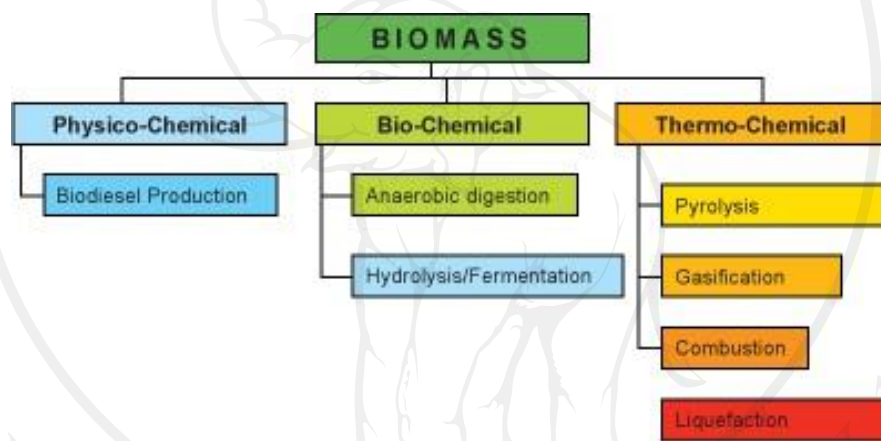 BIOMASS
Physico-Chemical
Bio-Chemical
Thermo-Chemical
Biodiesel Production
Anaerobic digestion
Pyrolysis
Hydrolysis/Fermentation
Gasification
Combustion
Liquefaction